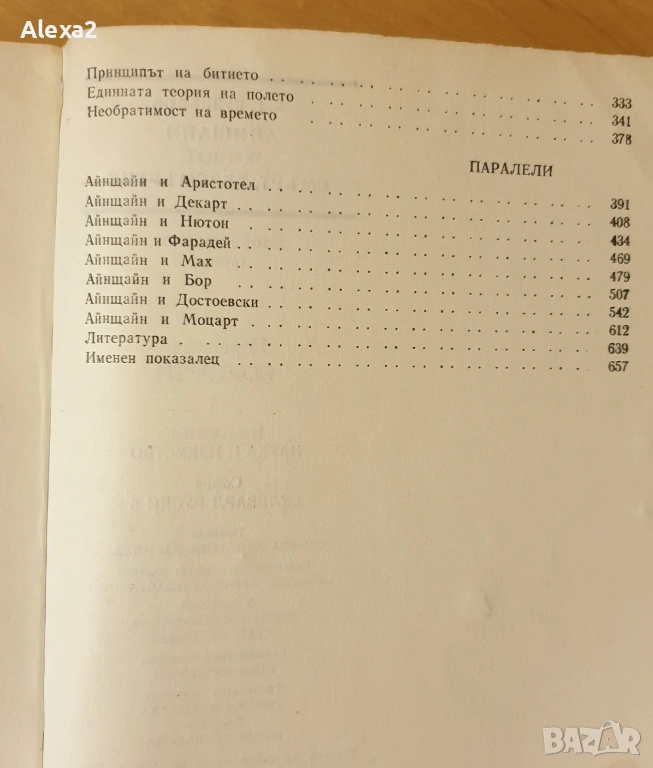 Alexa2
Принципът на битието . . . . . . . . . . . . . . . . . . . 333
Единната теория на полето . . . . . . . . . . . . . . . . . 341
Необратимост на времето . . . . . . . . . . . . . . . . . 378
ПАРАЛЕЛИ
Айнщайн и Аристотел . . . . . . . . . . . . . . . . . . . 391
Айнщайн и Декарт . . . . . . . . . . . . . . . . . . . . 408
Айнщайн и Нютон . . . . . . . . . . . . . . . . . . . . 434
Айнщайн и Фарадей . . . . . . . . . . . . . . . . . . . . 469
Айнщайн и Мах . . . . . . . . . . . . . . . . . . . . . 479
Айнщайн и Бор . . . . . . . . . . . . . . . . . . . . . 507
Айнщайн и Достоевски . . . . . . . . . . . . . . . . . . . 542
Айнщайн и Моцарт . . . . . . . . . . . . . . . . . . . . 612
Литература . . . . . . . . . . . . . . . . . . . . . . . 639
Именен показалец . . . . . . . . . . . . . . . . . . . . 657
BAZAR